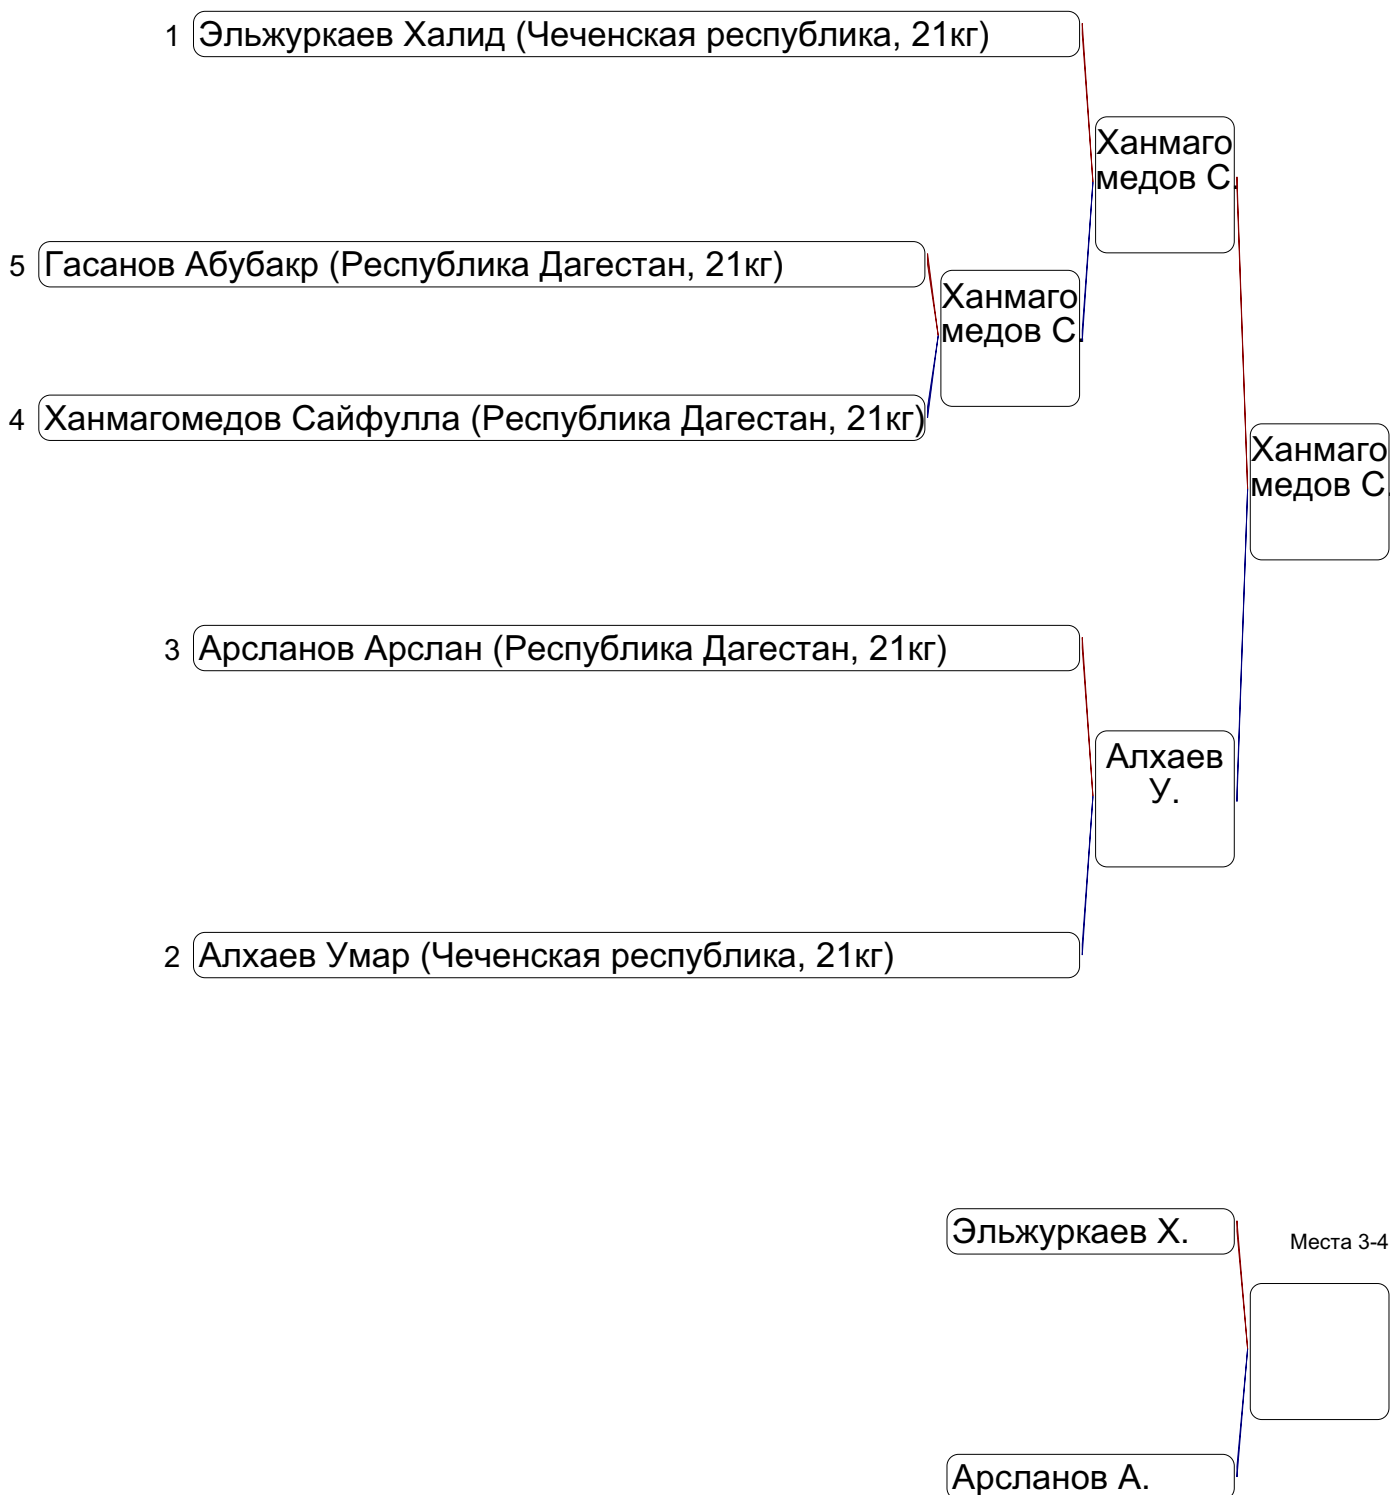 1 Эльжуркаев Халид (Чеченская республика, 21кг)
Ханмаго
медов С.
5 Гасанов Абубакр (Республика Дагестан, 21кг)
Ханмаго
медов С.
4 Ханмагомедов Сайфулла (Республика Дагестан, 21кг)
Ханмаго
медов С.
3 Арсланов Арслан (Республика Дагестан, 21кг)
Алхаев
У.
2 Алхаев Умар (Чеченская республика, 21кг)
Эльжуркаев Х.
Места 3-4
Арсланов А.